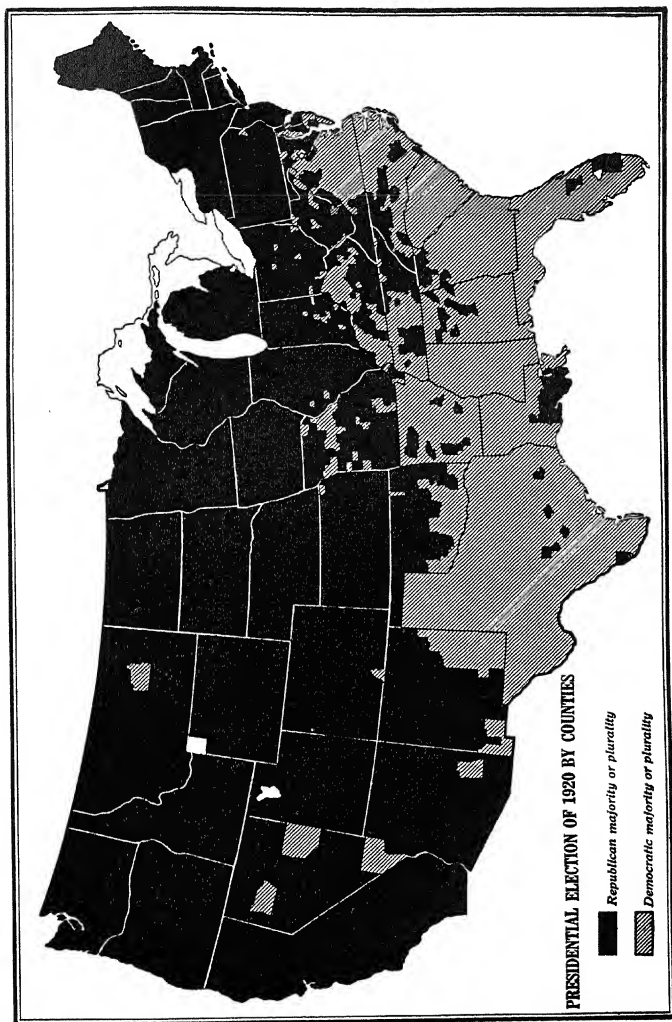 PRESIDENTIAL ELECTION OF 1920 BY COUNTIES
Republican majority or plurality
Democratic majority or plurality